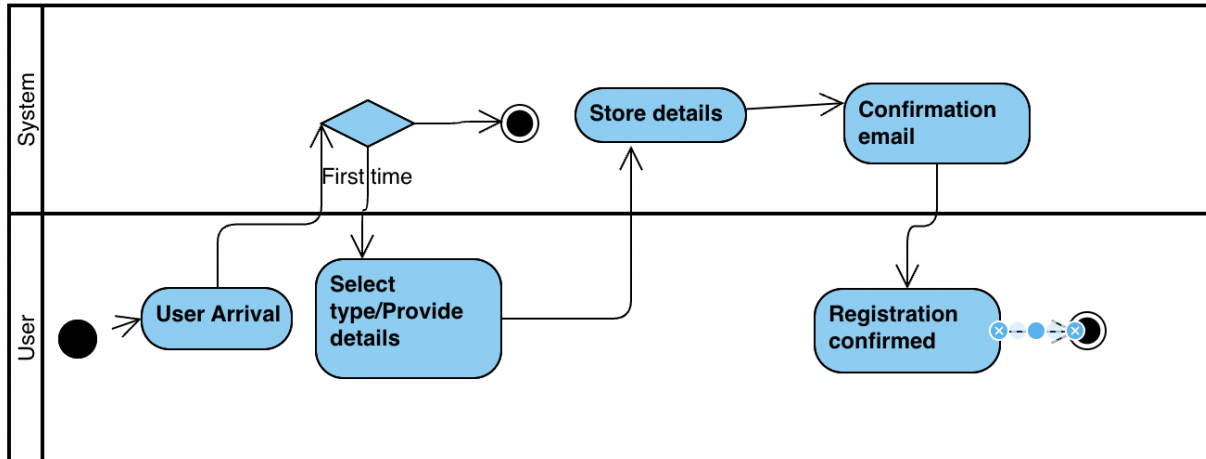 System
Store details
Confirmation
email
First time
User
User Arrival
Select
type/Provide
details
Registration
confirmed